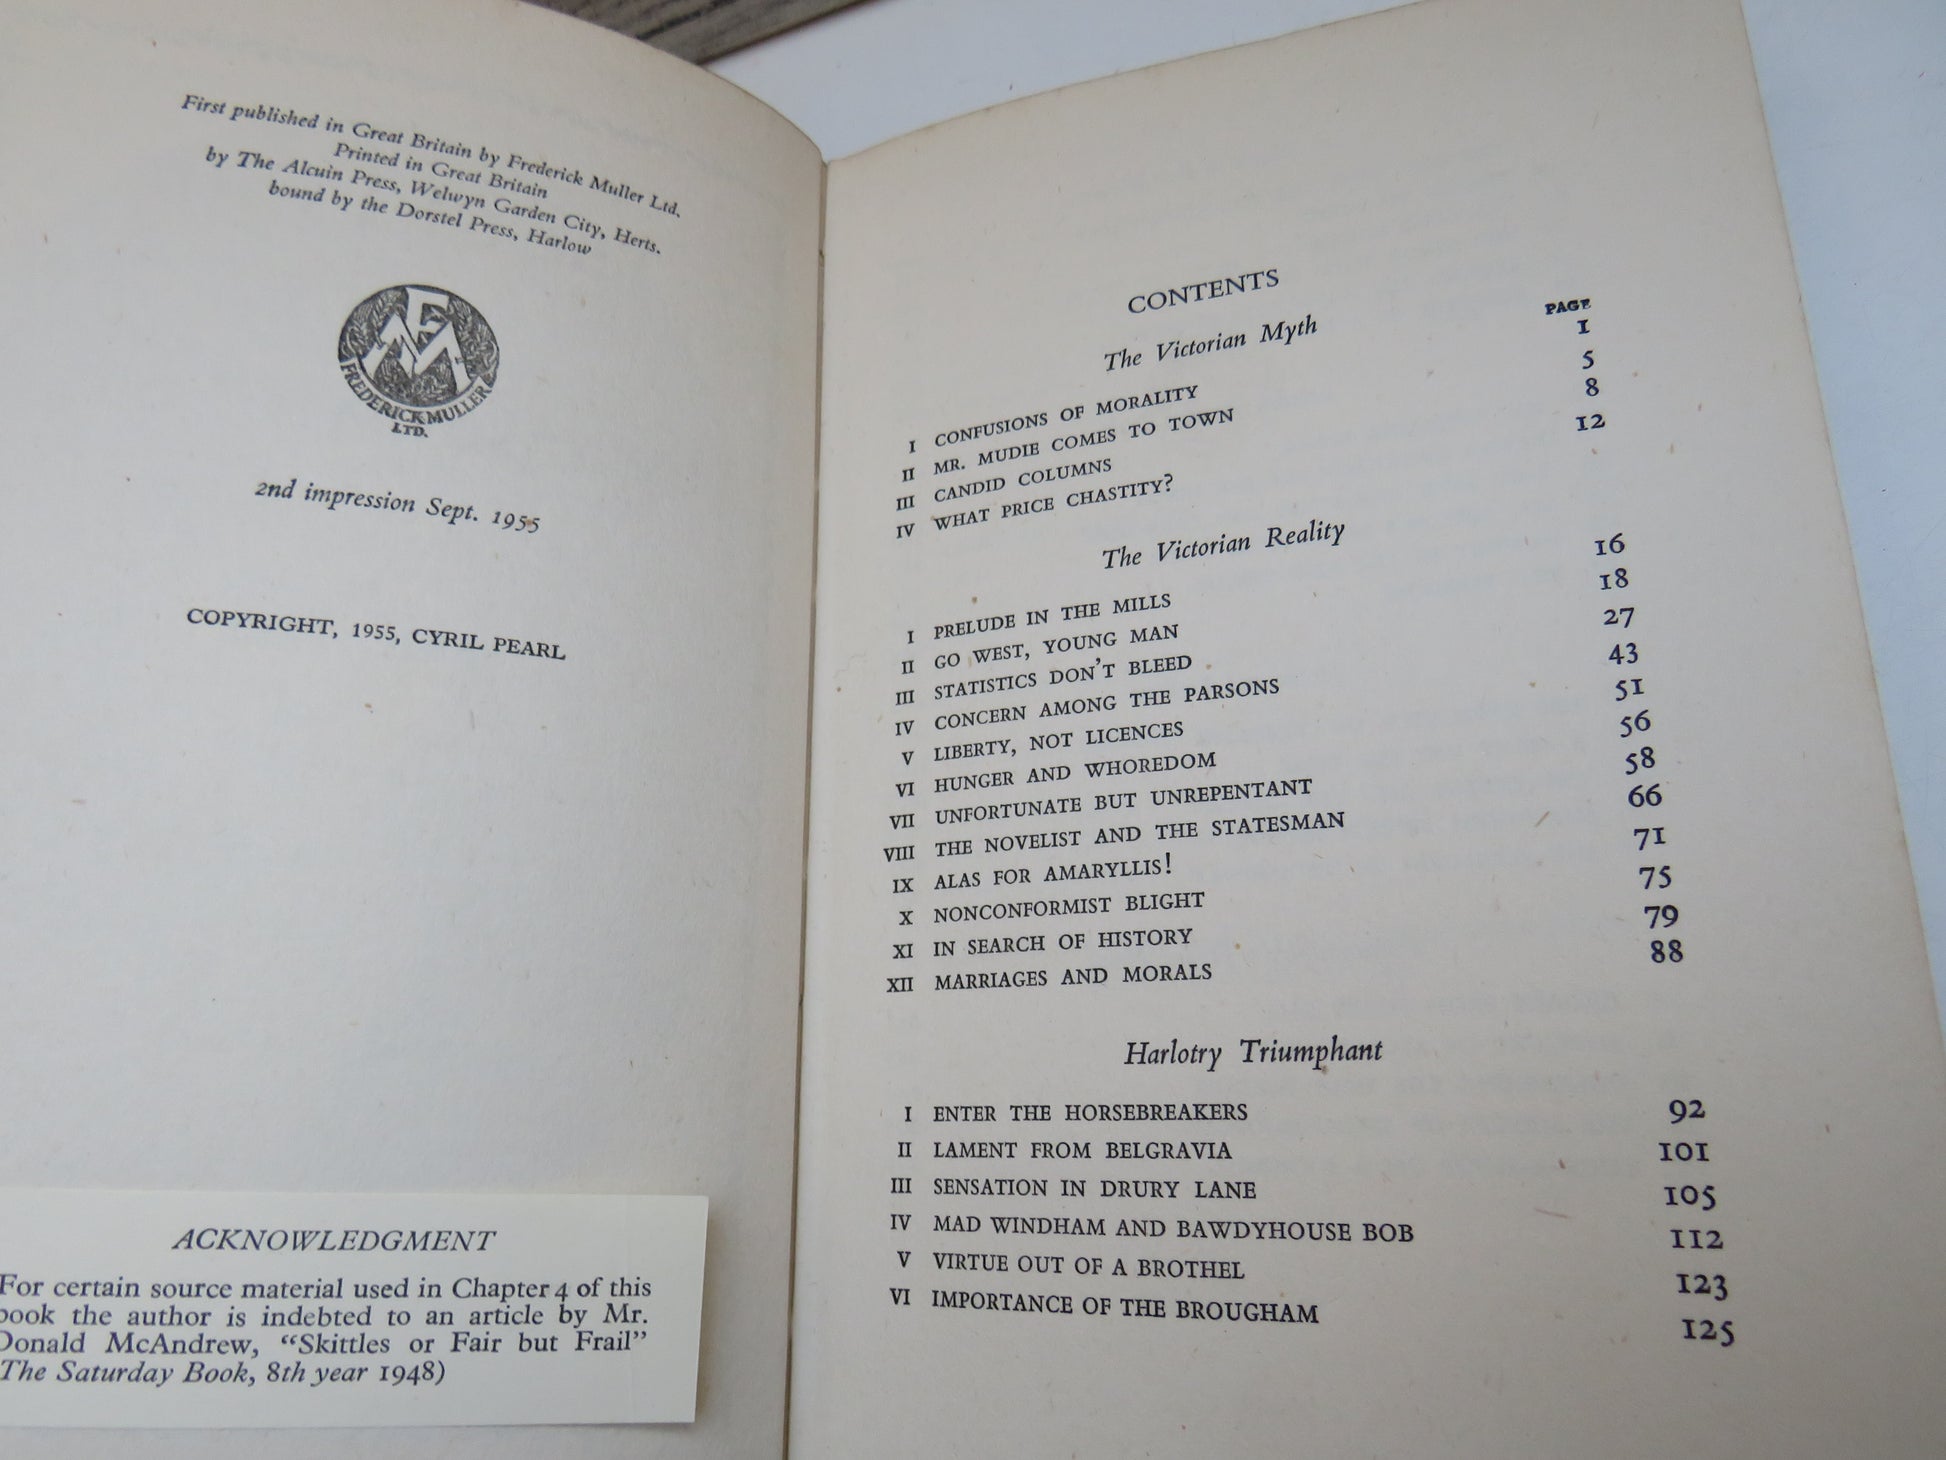 First published in Great Britain by Frederick Muller Ltd.
Printed in Great Britain
by The Alcuin Press, Welwyn Garden City, Herts.
bound by the Dorstel Press, Harlow
FM
FREDERICK MULLER
LTD.
2nd impression Sept. 1955
COPYRIGHT, 1955, CYRIL PEARL
ACKNOWLEDGMENT
For certain source material used in Chapter 4 of this
book the author is indebted to an article by Mr.
Donald McAndrew, “Skittles or Fair but Frail”
The Saturday Book, 8th year 1948)
CONTENTS
PAGE
The Victorian Myth
I CONFUSIONS OF MORALITY 1
II MR. MUDIE COMES TO TOWN 5
III CANDID COLUMNS 8
IV WHAT PRICE CHASTITY? 12
The Victorian Reality
I PRELUDE IN THE MILLS 16
II GO WEST, YOUNG MAN 18
III STATISTICS DON'T BLEED 27
IV CONCERN AMONG THE PARSONS 43
V LIBERTY, NOT LICENCES 51
VI HUNGER AND WHOREDOM 56
VII UNFORTUNATE BUT UNREPENTANT 58
VIII THE NOVELIST AND THE STATESMAN 66
IX ALAS FOR AMARYLLIS! 71
X NONCONFORMIST BLIGHT 75
XI IN SEARCH OF HISTORY 79
XII MARRIAGES AND MORALS 88
Harlotry Triumphant
I ENTER THE HORSEBREAKERS 92
II LAMENT FROM BELGRAVIA 101
III SENSATION IN DRURY LANE 105
IV MAD WINDHAM AND BAWDYHOUSE BOB 112
V VIRTUE OUT OF A BROTHEL 123
VI IMPORTANCE OF THE BROUGHAM 125